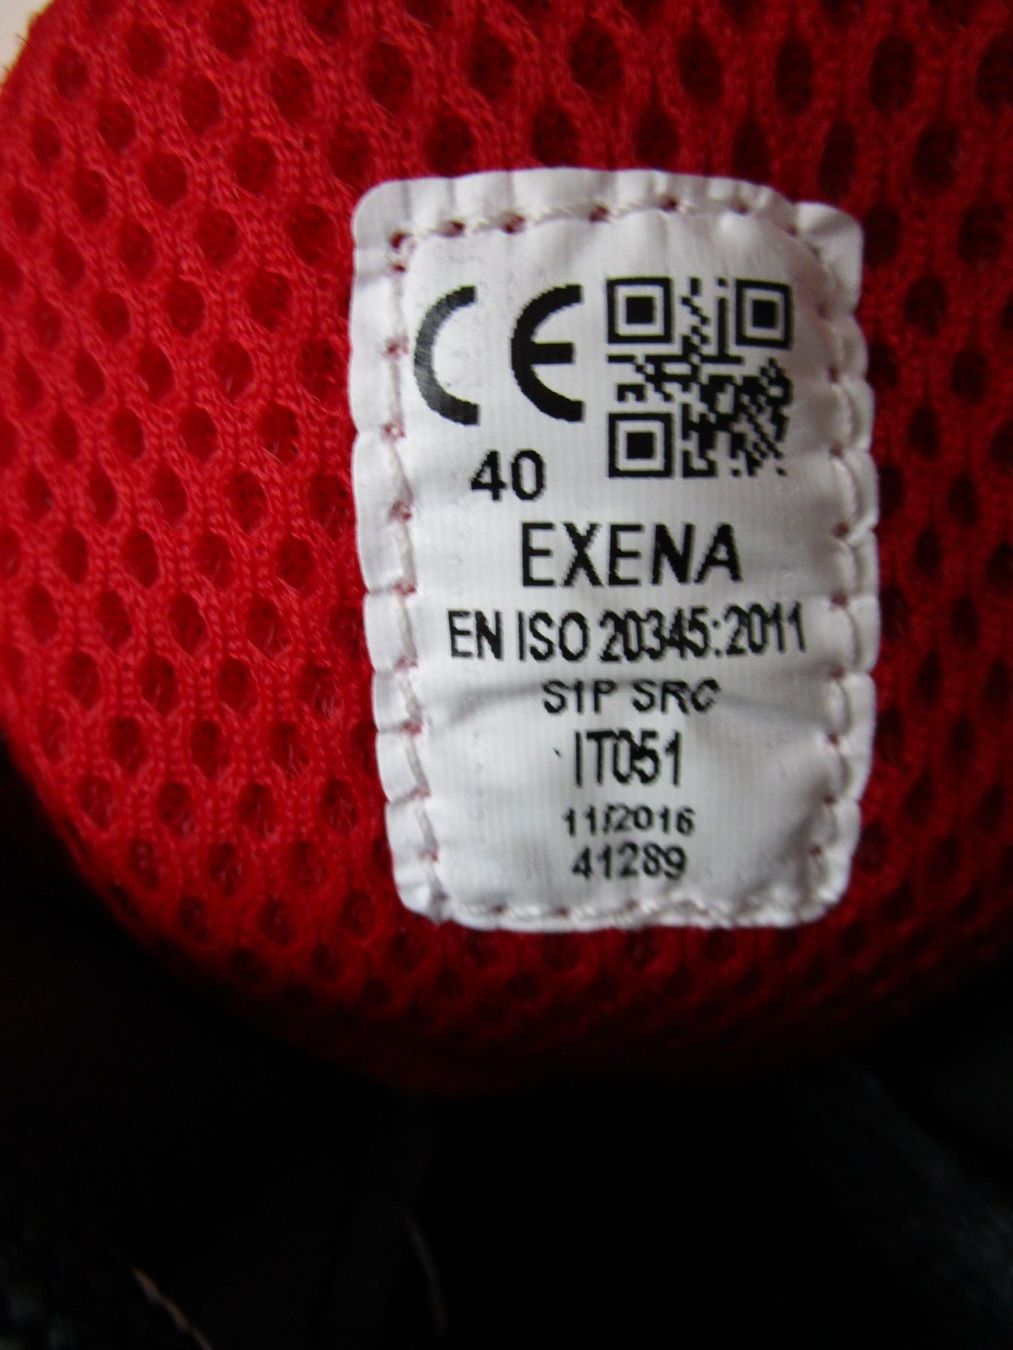 CE
40
EXENA
EN ISO 20345:2011
S1P SRC
IT051
11/2016
41289